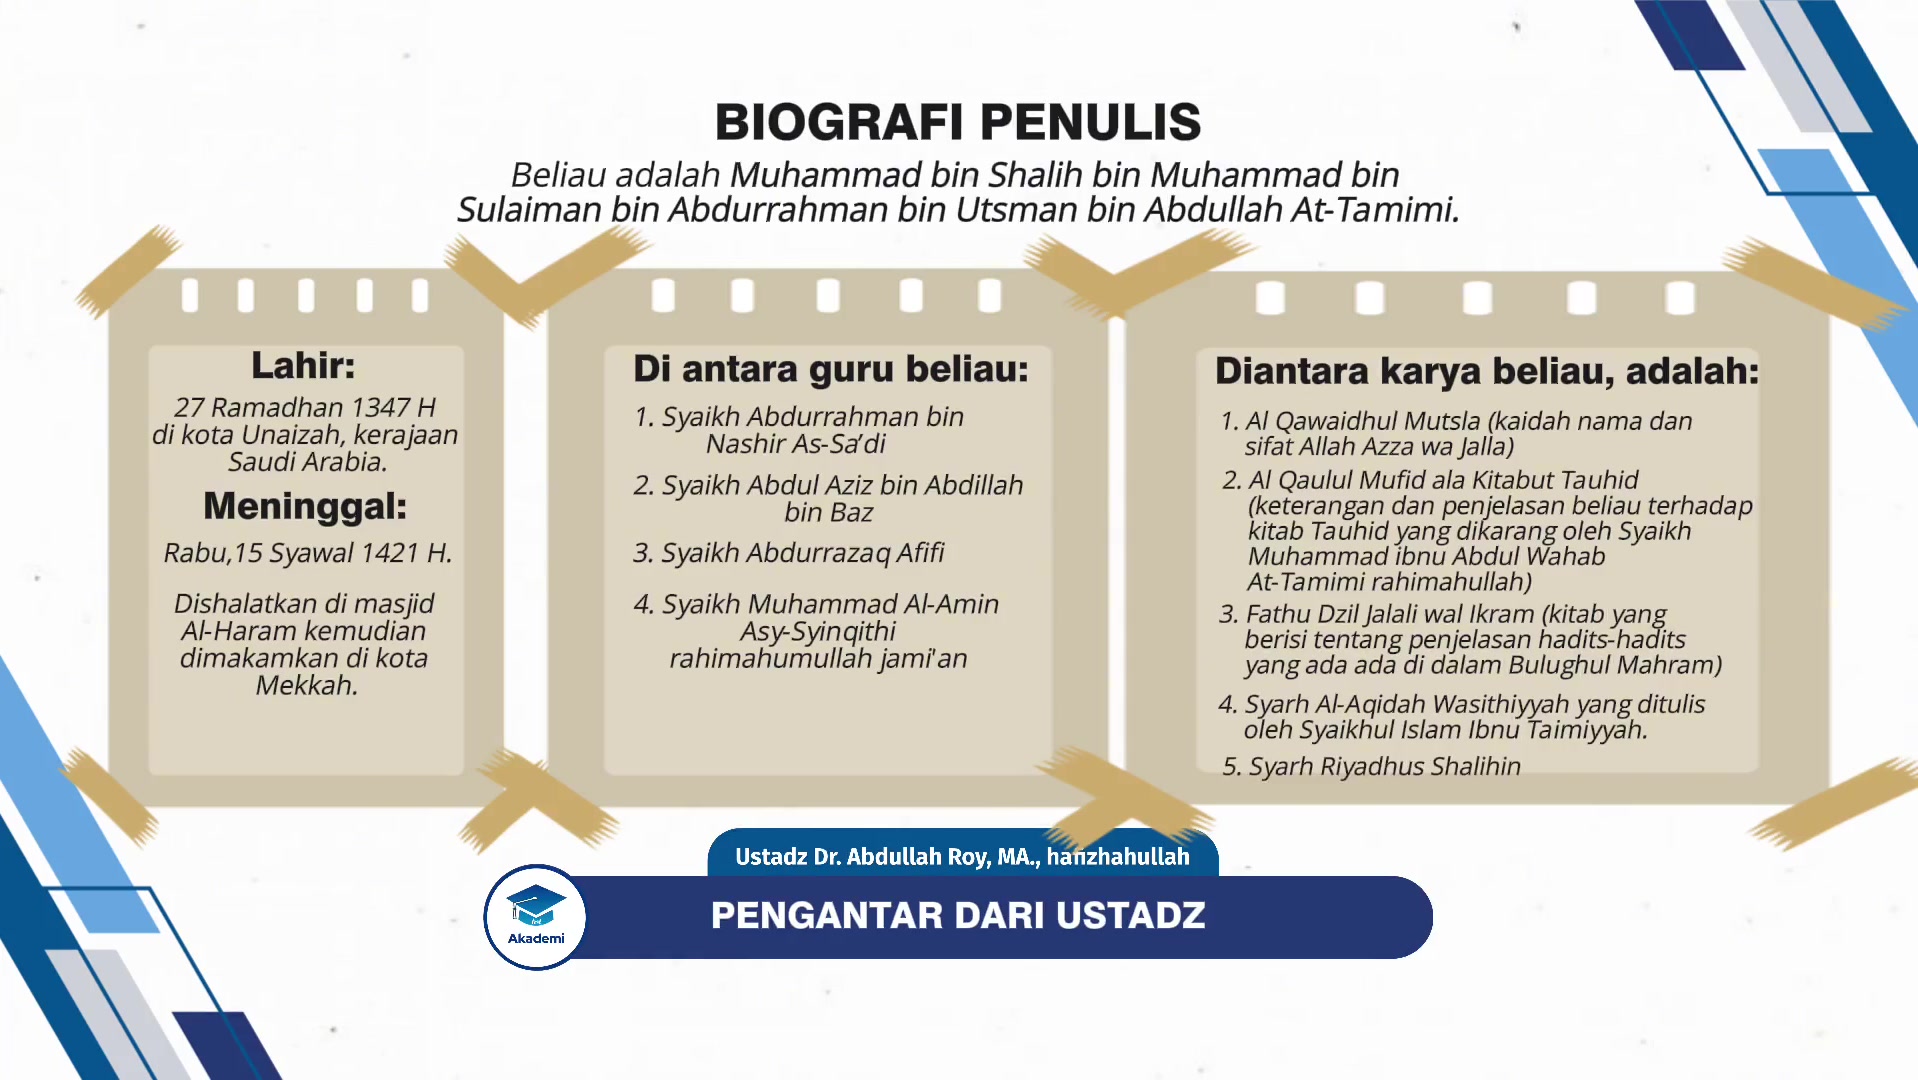 BIOGRAFI PENULIS
Beliau adalah Muhammad bin Shalih bin Muhammad bin
Sulaiman bin Abdurrahman bin Utsman bin Abdullah At-Tamimi.
Lahir:
27 Ramadhan 1347 H
di kota Unaizah, kerajaan
Saudi Arabia.
Meninggal:
Rabu,15 Syawal 1421 H.
Dishalatkan di masjid
Al-Haram kemudian
dimakamkan di kota
Mekkah.
Di antara guru beliau:
1. Syaikh Abdurrahman bin
Nashir As-Sa’di
2. Syaikh Abdul Aziz bin Abdillah
bin Baz
3. Syaikh Abdurrazaq Afifi
4. Syaikh Muhammad Al-Amin
Asy-Syinqithi
rahimahumullah jami'an
Diantara karya beliau, adalah:
1. Al Qawaidhul Mutsla (kaidah nama dan
sifat Allah Azza wa Jalla)
2. Al Qaulul Mufid ala Kitabut Tauhid
(keterangan dan penjelasan beliau terhadap
kitab Tauhid yang dikarang oleh Syaikh
Muhammad ibnu Abdul Wahab
At-Tamimi rahimahullah)
3. Fathu Dzil Jalali wal Ikram (kitab yang
berisi tentang penjelasan hadits-hadits
yang ada ada di dalam Bulughul Mahram)
4. Syarh Al-Aqidah Wasithiyyah yang ditulis
oleh Syaikhul Islam Ibnu Taimiyyah.
5. Syarh Riyadhus Shalihin
Ustadz Dr. Abdullah Roy, MA., hafizhahullah
PENGANTAR DARI USTADZ
Akademi